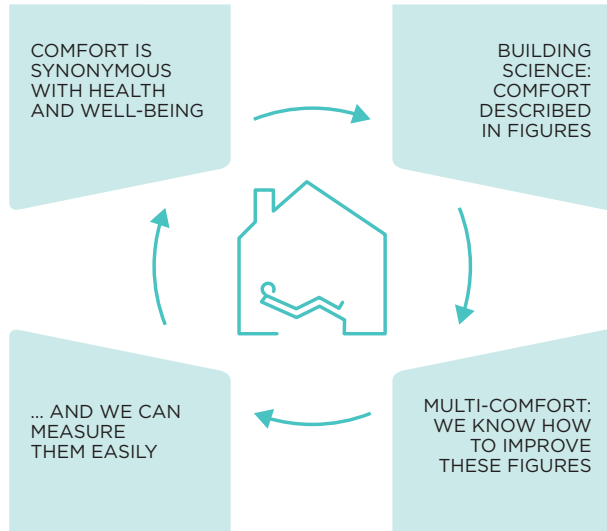 COMFORT IS
SYNONYMOUS
WITH HEALTH
AND WELL-BEING
BUILDING
SCIENCE:
COMFORT
DESCRIBED
IN FIGURES
MULTI-COMFORT:
WE KNOW HOW
TO IMPROVE
THESE FIGURES
... AND WE CAN
MEASURE
THEM EASILY